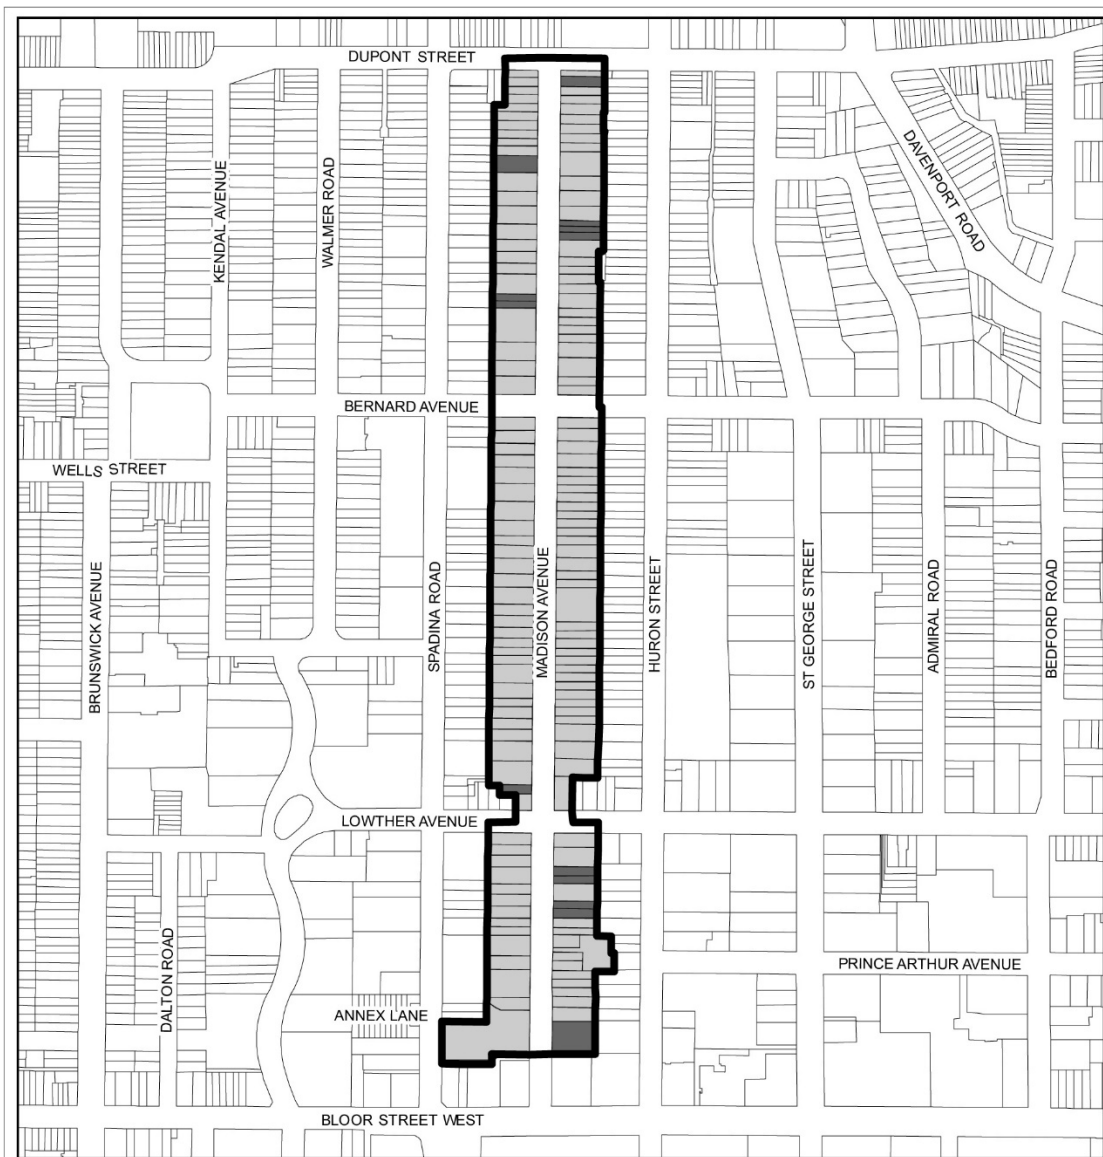 DUPONT STREET
DAVENPORT ROAD
KENDAL AVENUE
WALMER ROAD
BERNARD AVENUE
WELLS STREET
BRUNSWICK AVENUE
SPADINA ROAD
MADISON AVENUE
HURON STREET
ST GEORGE STREET
ADMIRAL ROAD
BEDFORD ROAD
LOWTHER AVENUE
DALTON ROAD
PRINCE ARTHUR AVENUE
ANNEX LANE
BLOOR STREET WEST